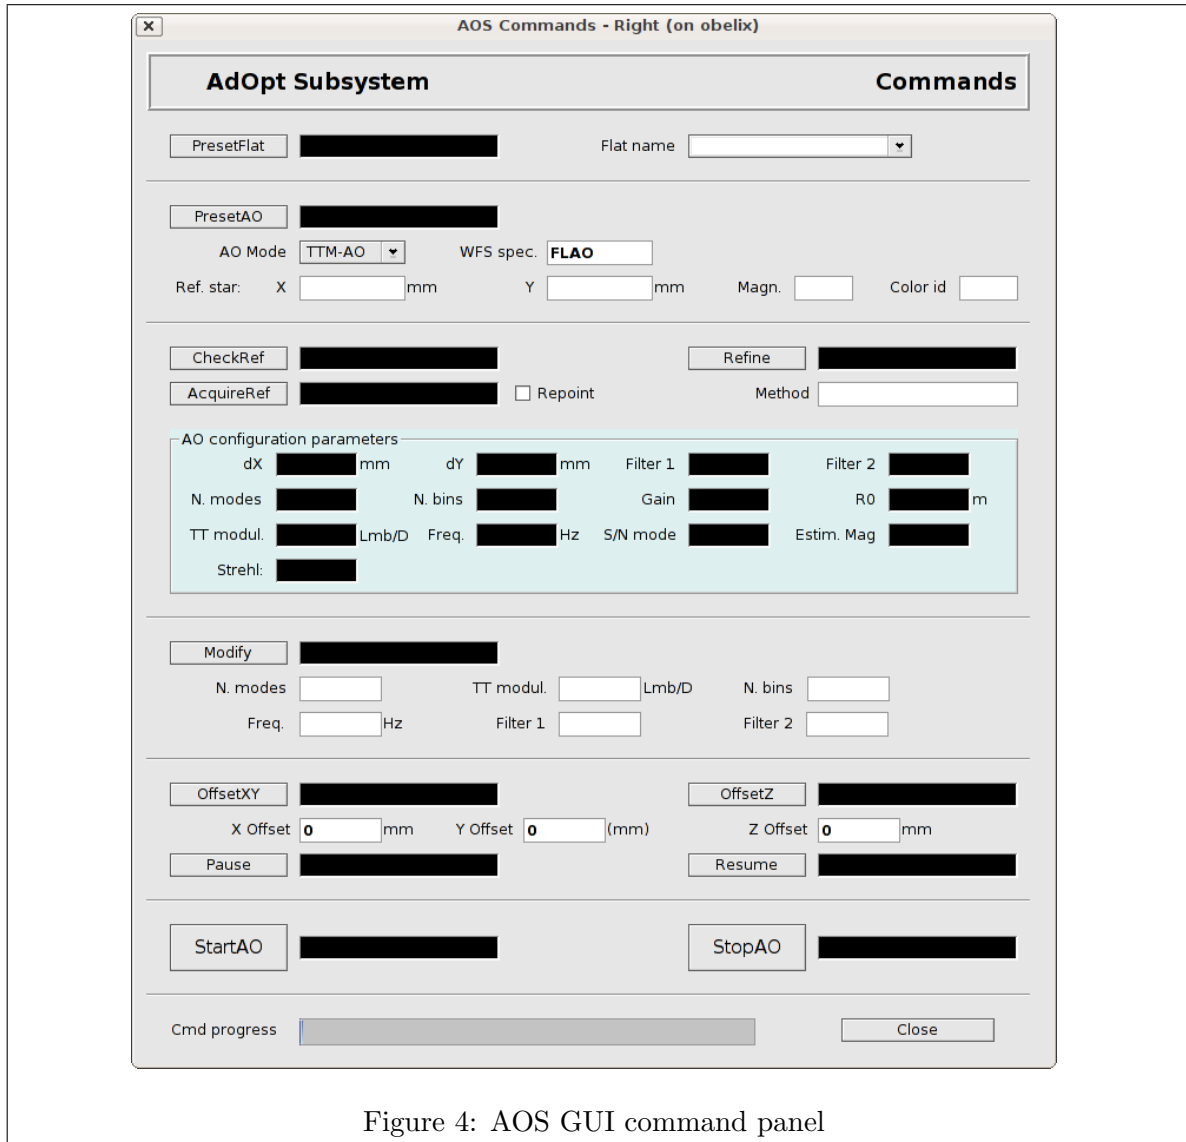 AOS Commands - Right (on obelix)
AdOpt Subsystem Commands
PresetFlat Flat name
PresetAO
AO Mode TTM-AO WFS spec. FLAO
Ref. star: X mm Y mm Magn. Color id
CheckRef Refine
AcquireRef Repoint Method
AO configuration parameters
dX mm dY mm Filter 1 Filter 2
N. modes N. bins Gain R0 m
TT modul. Lmb/D Freq. Hz S/N mode Estim. Mag
Strehl:
Modify
N. modes TT modul. Lmb/D N. bins
Freq. Hz Filter 1 Filter 2
OffsetXY OffsetZ
X Offset 0 mm Y Offset 0 (mm) Z Offset 0 mm
Pause Resume
StartAO StopAO
Cmd progress Close
Figure 4: AOS GUI command panel